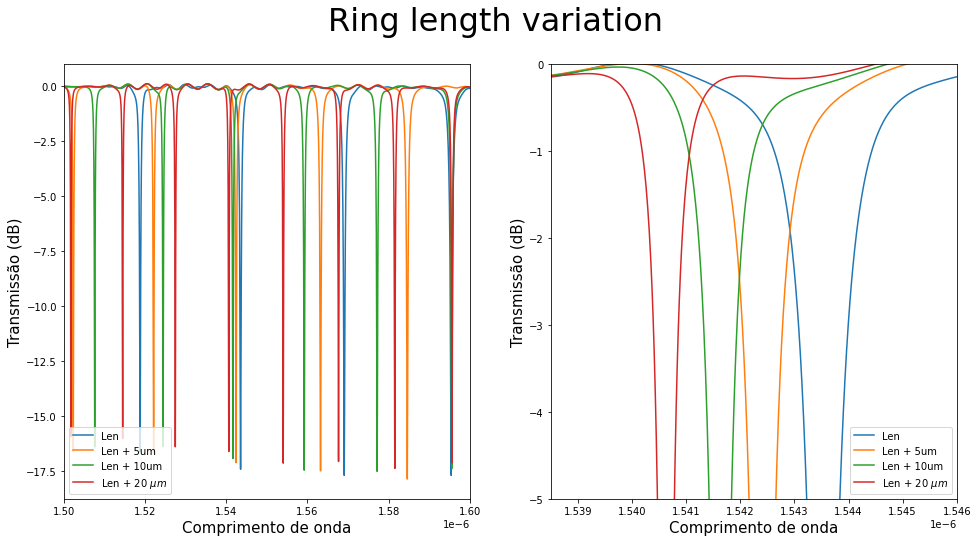 Ring length variation
Transmissão (dB)
0.0
−2.5
−5.0
−7.5
−10.0
−12.5
−15.0
−17.5
Len
Len + 5um
Len + 10um
Len + 20 μm
1.50
1.52
1.54
1.56
1.58
1.60
1e−6
Comprimento de onda
Transmissão (dB)
0
−1
−2
−3
−4
−5
Len
Len + 5um
Len + 10um
Len + 20 μm
1.539
1.540
1.541
1.542
1.543
1.544
1.545
1.546
1e−6
Comprimento de onda